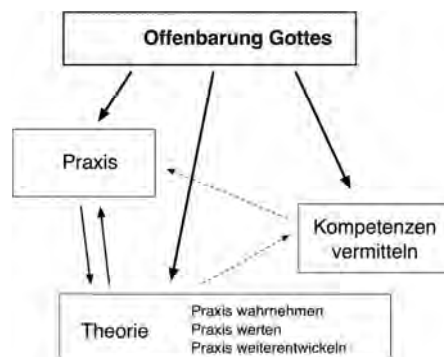 Offenbarung Gottes
Praxis
Kompetenzen
vermitteln
Theorie
Praxis wahrnehmen
Praxis werten
Praxis weiterentwickeln